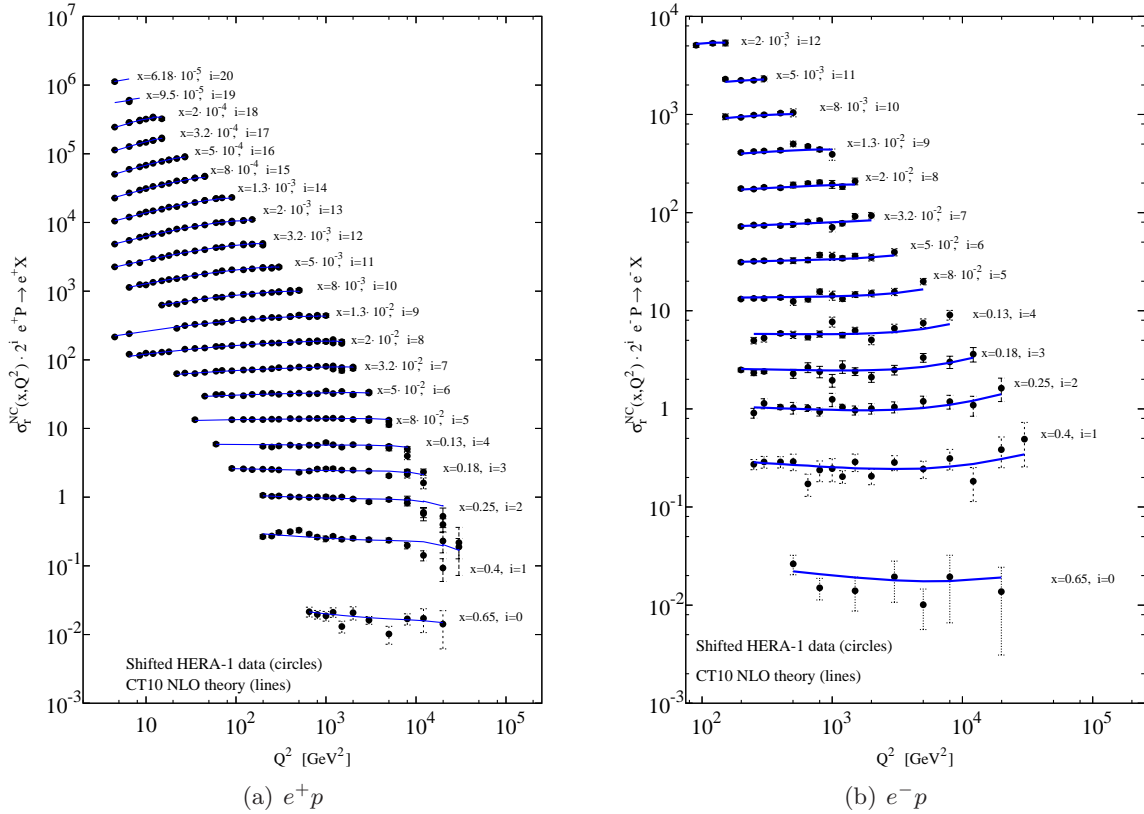 10^7
10^6
10^5
10^4
10^3
10^2
10
1
10^-1
10^-2
10^-3
σ_r^NC(x,Q^2) · 2^i e^+P → e^+X
x=6.18· 10^-5, i=20
x=9.5· 10^-5, i=19
x=2· 10^-4, i=18
x=3.2· 10^-4, i=17
x=5· 10^-4, i=16
x=8· 10^-4, i=15
x=1.3· 10^-3, i=14
x=2· 10^-3, i=13
x=3.2· 10^-3, i=12
x=5· 10^-3, i=11
x=8· 10^-3, i=10
x=1.3· 10^-2, i=9
x=2· 10^-2, i=8
x=3.2· 10^-2, i=7
x=5· 10^-2, i=6
x=8· 10^-2, i=5
x=0.13, i=4
x=0.18, i=3
x=0.25, i=2
x=0.4, i=1
x=0.65, i=0
Shifted HERA-1 data (circles)
CT10 NLO theory (lines)
10 10^2 10^3 10^4 10^5
Q^2 [GeV^2]
(a) e^+p
10^5
10^4
10^3
10^2
10
1
10^-1
10^-2
10^-3
σ_r^NC(x,Q^2) · 2^i e^-P → e^-X
x=2· 10^-3, i=12
x=5· 10^-3, i=11
x=8· 10^-3, i=10
x=1.3· 10^-2, i=9
x=2· 10^-2, i=8
x=3.2· 10^-2, i=7
x=5· 10^-2, i=6
x=8· 10^-2, i=5
x=0.13, i=4
x=0.18, i=3
x=0.25, i=2
x=0.4, i=1
x=0.65, i=0
Shifted HERA-1 data (circles)
CT10 NLO theory (lines)
10^2 10^3 10^4 10^5
Q^2 [GeV^2]
(b) e^-p